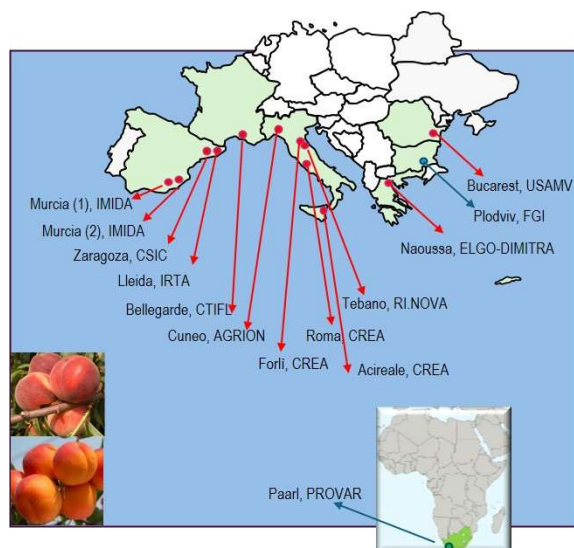 Murcia (1), IMIDA
Murcia (2), IMIDA
Zaragoza, CSIC
Lleida, IRTA
Bellegarde, CTIFL
Cuneo, AGRION
Forlí, CREA
Roma, CREA
Acireale, CREA
Tebano, RI.NOVA
Naoussa, ELGO-DIMITRA
Plodviv, FGI
Bucarest, USAMV
Paarl, PROVAR